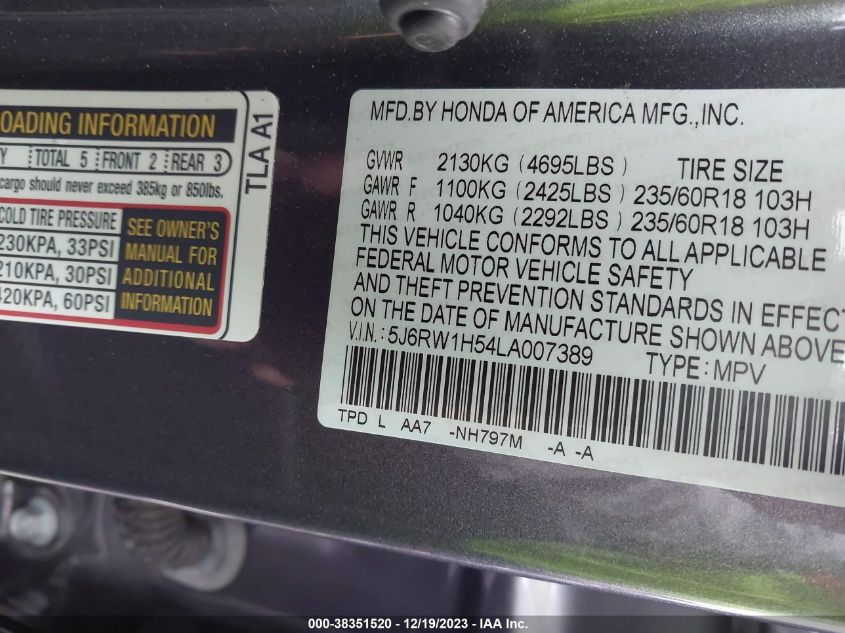 OADING INFORMATION
Y TOTAL 5 FRONT 2 REAR 3
cargo should never exceed 385kg or 850lbs.
COLD TIRE PRESSURE
230KPA, 33PSI
210KPA, 30PSI
420KPA, 60PSI
SEE OWNER'S
MANUAL FOR
ADDITIONAL
INFORMATION
TLA A1
MFD.BY HONDA OF AMERICA MFG.,INC.
GVWR 2130KG (4695LBS) TIRE SIZE
GAWR F 1100KG (2425LBS) 235/60R18 103H
GAWR R 1040KG (2292LBS) 235/60R18 103H
THIS VEHICLE CONFORMS TO ALL APPLICABLE
FEDERAL MOTOR VEHICLE SAFETY
AND THEFT PREVENTION STANDARDS IN EFFECT
ON THE DATE OF MANUFACTURE SHOWN ABOVE
V.I.N.: 5J6RW1H54LA007389 TYPE: MPV
TPD L AA7 -NH797M -A -A
000-38351520 - 12/19/2023 - IAA Inc.